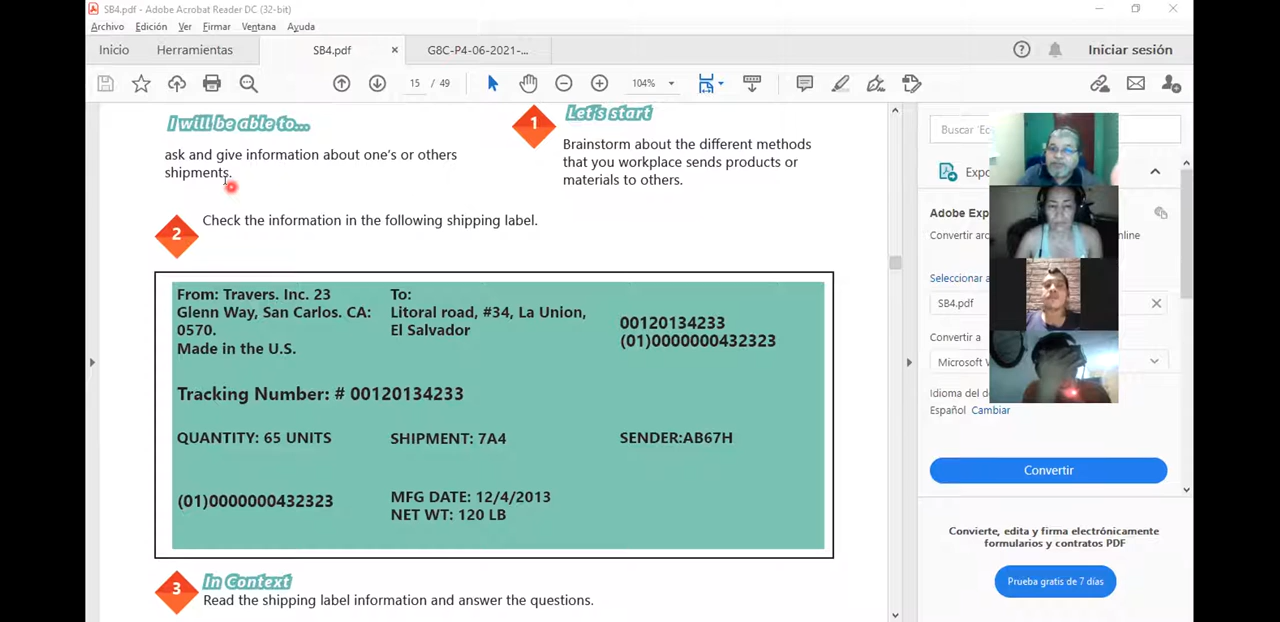 SB4.pdf - Adobe Acrobat Reader DC (32-bit)
Archivo Edición Ver Firmar Ventana Ayuda
Inicio Herramientas SB4.pdf G8C-P4-06-2021-... Iniciar sesión
15 / 49 104%
I will be able to...
ask and give information about one's or others
shipments.
1
Let's start
Brainstorm about the different methods
that you workplace sends products or
materials to others.
2
Check the information in the following shipping label.
From: Travers. Inc. 23
Glenn Way, San Carlos. CA:
0570.
Made in the U.S.
To:
Litoral road, #34, La Union,
El Salvador
00120134233
(01)0000000432323
Tracking Number: # 00120134233
QUANTITY: 65 UNITS
SHIPMENT: 7A4
SENDER:AB67H
(01)0000000432323
MFG DATE: 12/4/2013
NET WT: 120 LB
3
In Context
Read the shipping label information and answer the questions.
Buscar
Adobe
online
Seleccionar
SB4.pdf
Convertir a
Microsoft
Idioma del
Español Cambiar
Convertir
Convierte, edita y firma electrónicamente
formularios y contratos PDF
Prueba gratis de 7 días